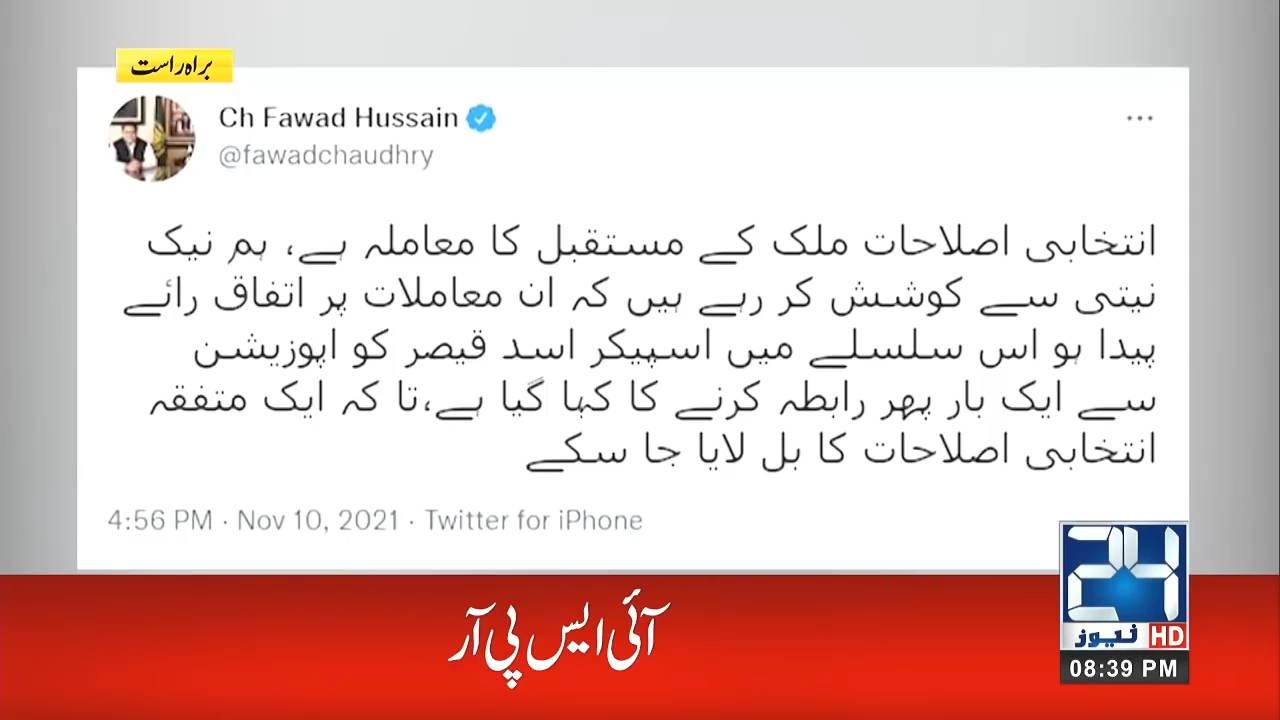 براہ راست
Ch Fawad Hussain
@fawadchaudhry
انتخابی اصلاحات ملک کے مستقبل کا معاملہ ہے، ہم نیک
نیتی سے کوشش کر رہے ہیں کہ ان معاملات پر اتفاق رائے
پیدا ہو اس سلسلے میں اسپیکر اسد قیصر کو اپوزیشن
سے ایک بار پھر رابطہ کرنے کا کہا گیا ہے،تا کہ ایک متفقہ
انتخابی اصلاحات کا بل لایا جا سکے
4:56 PM · Nov 10, 2021 · Twitter for iPhone
آئی ایس پی آر
24
نیوز HD
08:39 PM